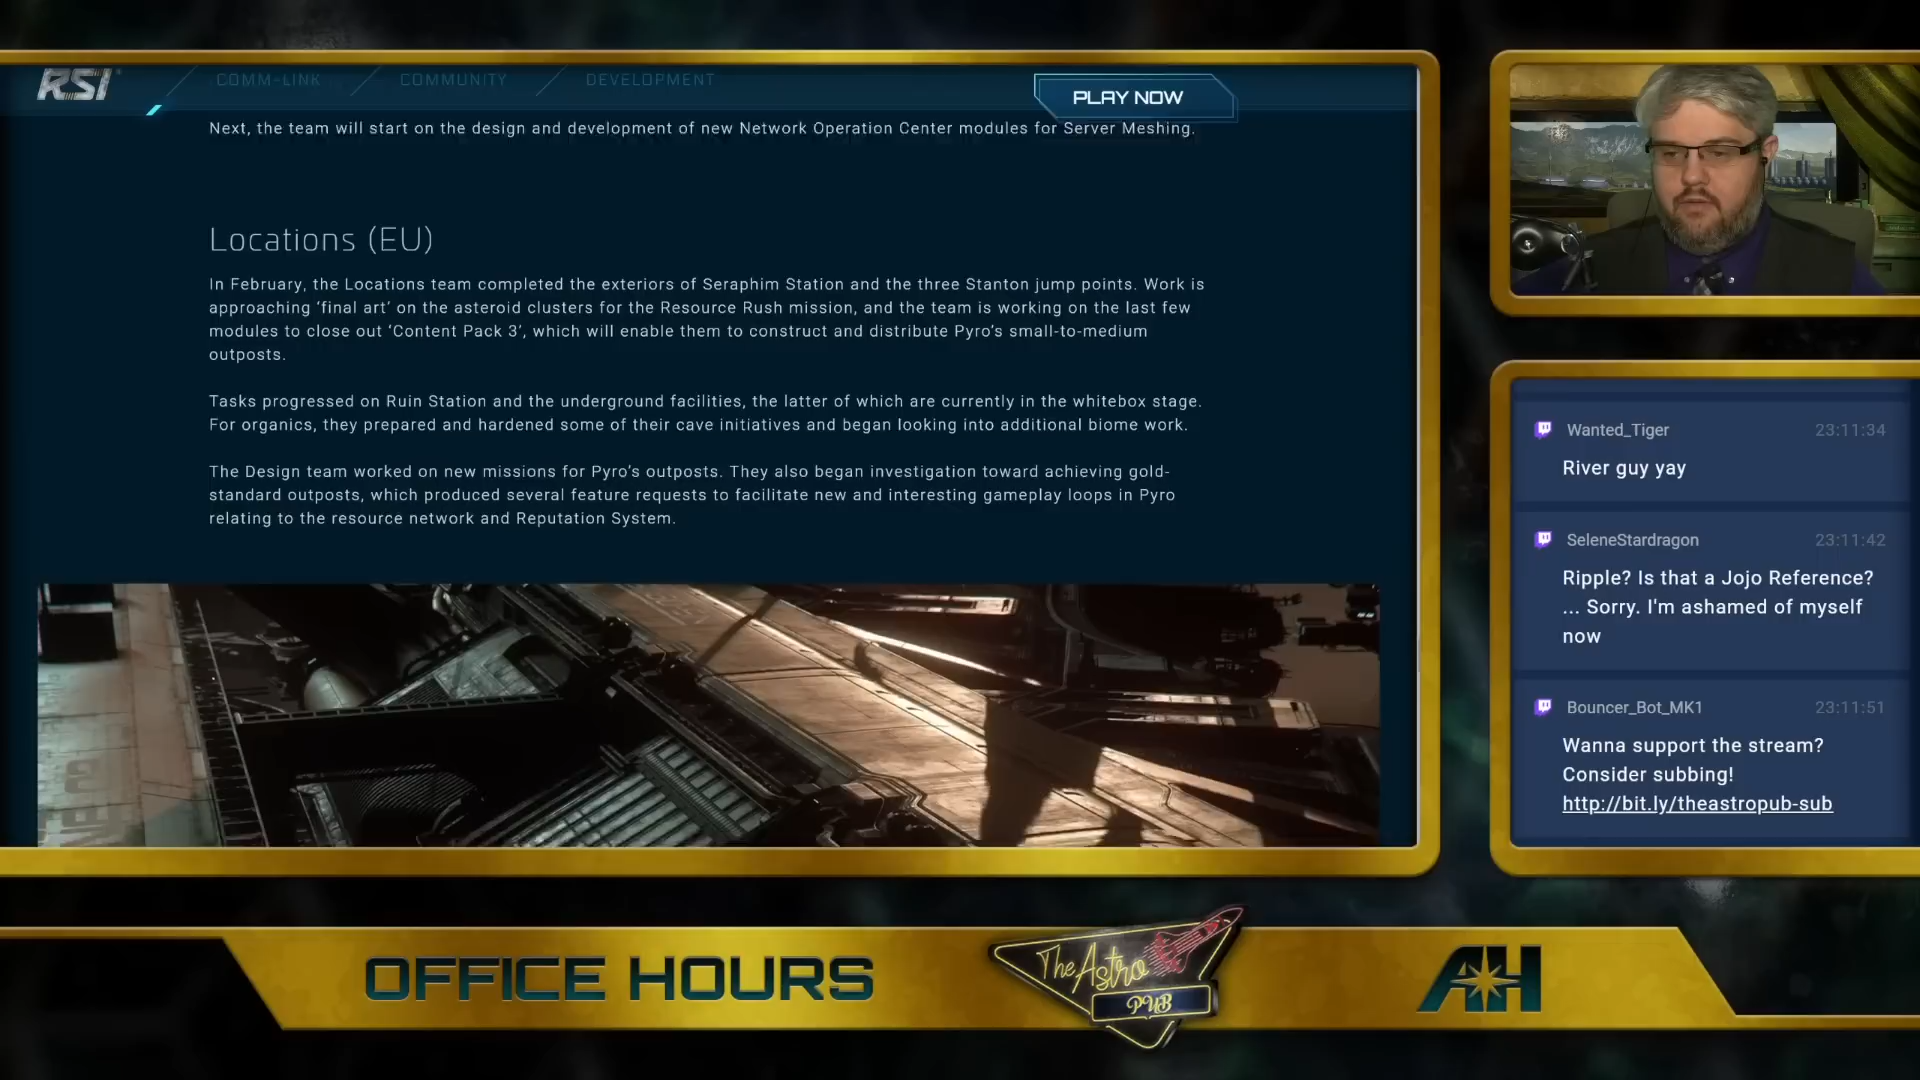 RSI
COMM-LINK
COMMUNITY
DEVELOPMENT
PLAY NOW
Next, the team will start on the design and development of new Network Operation Center modules for Server Meshing.
Locations (EU)
In February, the Locations team completed the exteriors of Seraphim Station and the three Stanton jump points. Work is
approaching ‘final art’ on the asteroid clusters for the Resource Rush mission, and the team is working on the last few
modules to close out ‘Content Pack 3’, which will enable them to construct and distribute Pyro’s small-to-medium
outposts.
Tasks progressed on Ruin Station and the underground facilities, the latter of which are currently in the whitebox stage.
For organics, they prepared and hardened some of their cave initiatives and began looking into additional biome work.
The Design team worked on new missions for Pyro’s outposts. They also began investigation toward achieving gold-
standard outposts, which produced several feature requests to facilitate new and interesting gameplay loops in Pyro
relating to the resource network and Reputation System.
Wanted_Tiger 23:11:34
River guy yay
SeleneStardragon 23:11:42
Ripple? Is that a Jojo Reference?
... Sorry. I'm ashamed of myself
now
Bouncer_Bot_MK1 23:11:51
Wanna support the stream?
Consider subbing!
http://bit.ly/theastropub-sub
OFFICE HOURS
The Astro
PUB
AH